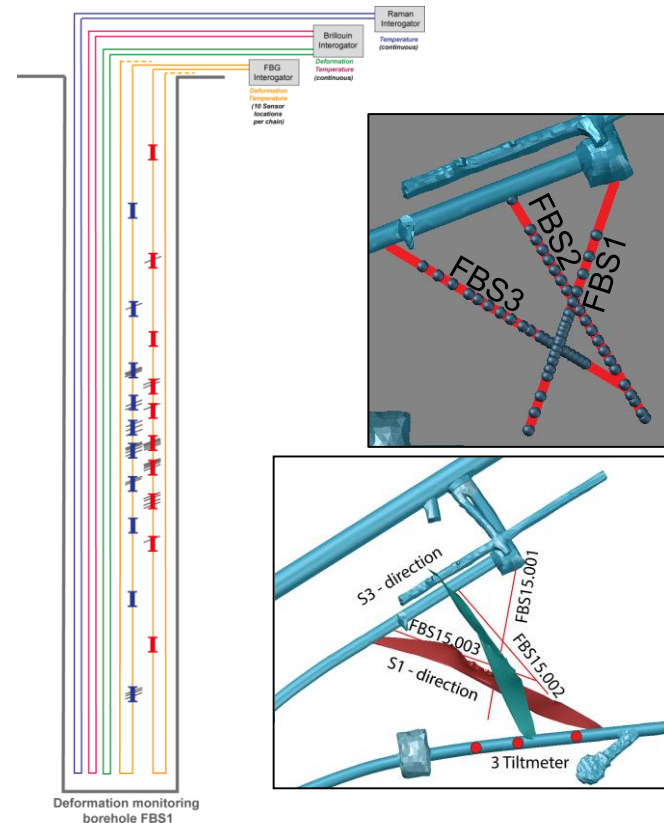 Raman
Interogator
Temperature
(continuous)
Brillouin
Interogator
Deformation
Temperature
(continuous)
FBG
Interogator
Deformation
Temperature
(10 Sensor
locations
per chain)
FBS1
FBS2
FBS3
S3 - direction
FBS15.001
FBS15.003
FBS15.002
S1 - direction
3 Tiltmeter
Deformation monitoring
borehole FBS1